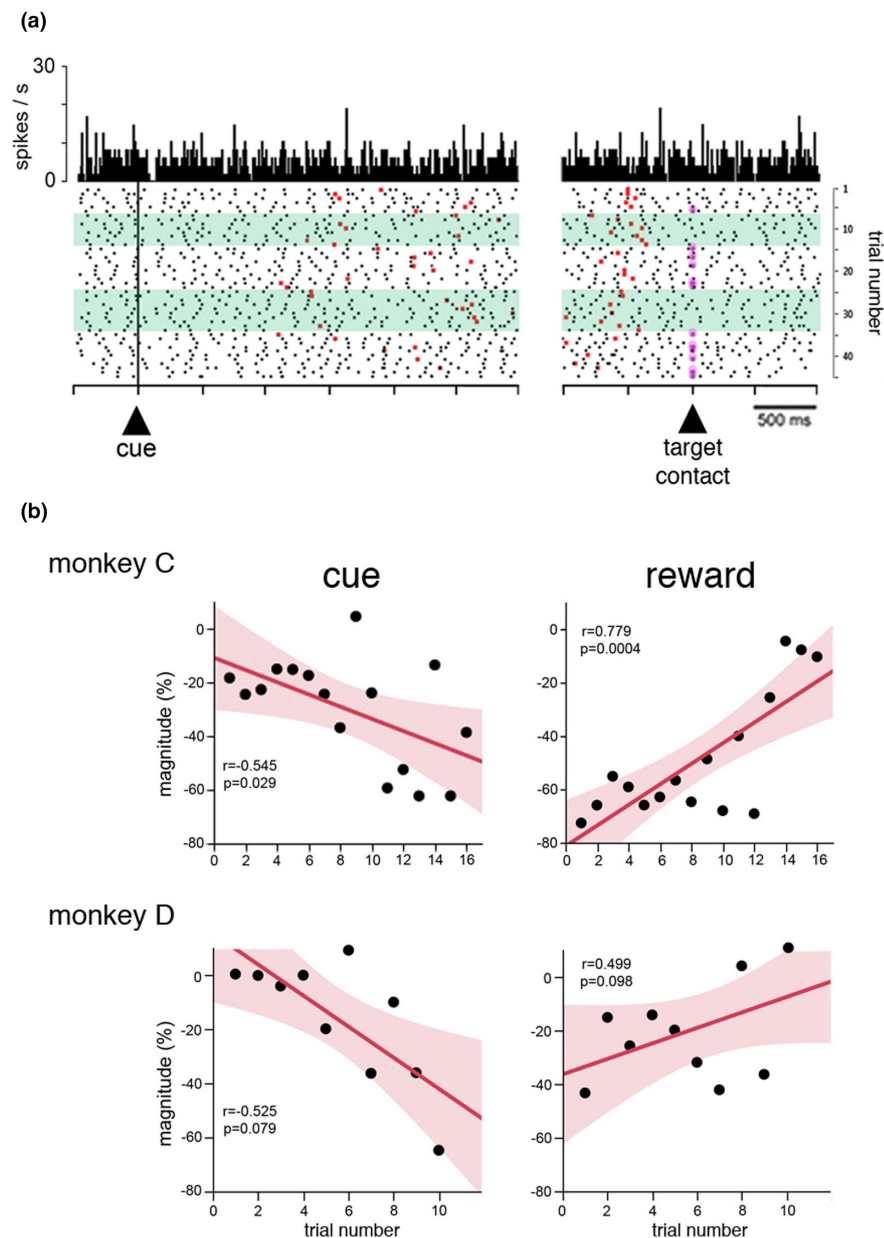 (a)
30
spikes / s
0
1
10
20
30
40
trial number
cue
target
contact
500 ms
(b)
monkey C
cue
reward
0
-20
-40
-60
-80
magnitude (%)
r=-0.545
p=0.029
0 2 4 6 8 10 12 14 16
0
-20
-40
-60
-80
r=0.779
p=0.0004
0 2 4 6 8 10 12 14 16
monkey D
0
-20
-40
-60
-80
magnitude (%)
r=-0.525
p=0.079
0 2 4 6 8 10
trial number
0
-20
-40
-60
-80
r=0.499
p=0.098
0 2 4 6 8 10
trial number